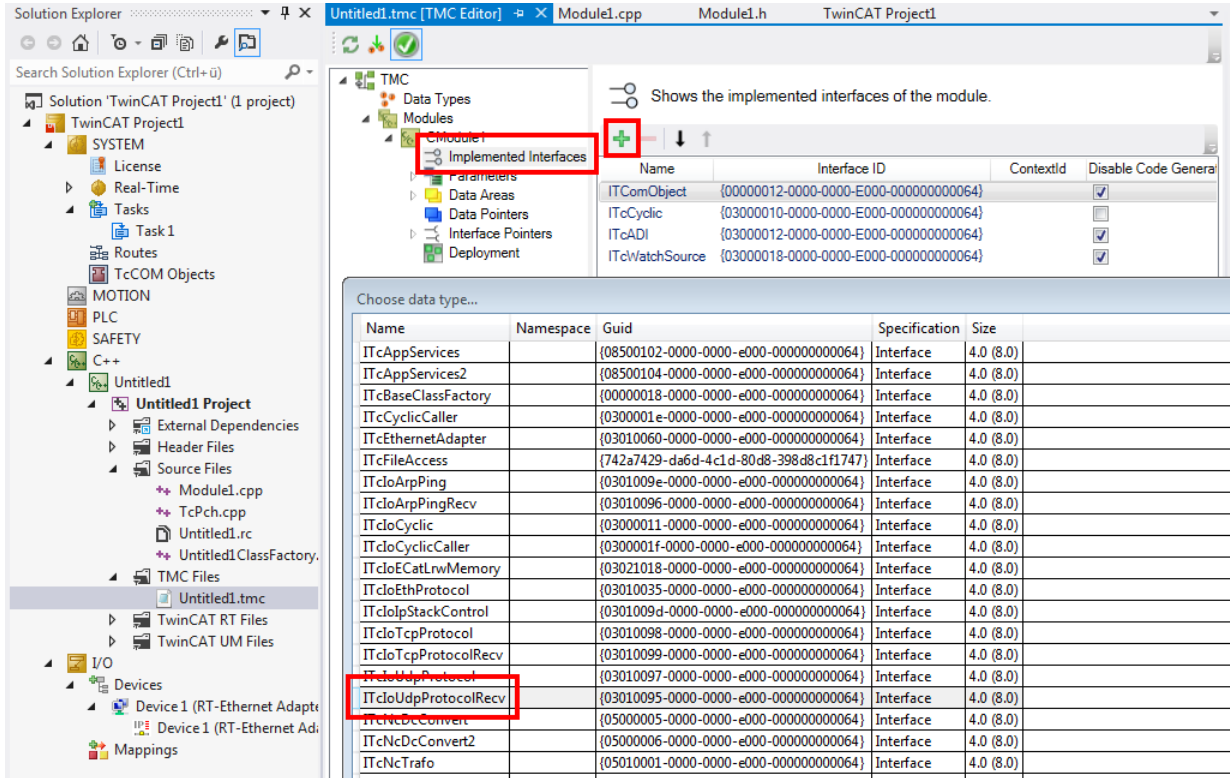 Solution Explorer
Search Solution Explorer (Ctrl+ü)
Solution 'TwinCAT Project1' (1 project)
TwinCAT Project1
SYSTEM
License
Real-Time
Tasks
Task 1
Routes
TcCOM Objects
MOTION
PLC
SAFETY
C++
Untitled1
Untitled1 Project
External Dependencies
Header Files
Source Files
Module1.cpp
TcPch.cpp
Untitled1.rc
Untitled1ClassFactory.
TMC Files
Untitled1.tmc
TwinCAT RT Files
TwinCAT UM Files
I/O
Devices
Device 1 (RT-Ethernet Adapte
Device 1 (RT-Ethernet Ada
Mappings
Untitled1.tmc [TMC Editor] Module1.cpp Module1.h TwinCAT Project1
TMC
Data Types
Modules
CModule1
Implemented Interfaces
Parameters
Data Areas
Data Pointers
Interface Pointers
Deployment
Shows the implemented interfaces of the module.
Name Interface ID ContextId Disable Code Generat
ITComObject {00000012-0000-0000-E000-000000000064}
ITcCyclic {03000010-0000-0000-E000-000000000064}
ITcADI {03000012-0000-0000-E000-000000000064}
ITcWatchSource {03000018-0000-0000-E000-000000000064}
Choose data type...
Name Namespace Guid Specification Size
ITcAppServices {08500102-0000-0000-e000-000000000064} Interface 4.0 (8.0)
ITcAppServices2 {08500104-0000-0000-e000-000000000064} Interface 4.0 (8.0)
ITcBaseClassFactory {00000018-0000-0000-e000-000000000064} Interface 4.0 (8.0)
ITcCyclicCaller {0300001e-0000-0000-e000-000000000064} Interface 4.0 (8.0)
ITcEthernetAdapter {03010060-0000-0000-e000-000000000064} Interface 4.0 (8.0)
ITcFileAccess {742a7429-da6d-4c1d-80d8-398d8c1f1747} Interface 4.0 (8.0)
ITcIoArpPing {0301009e-0000-0000-e000-000000000064} Interface 4.0 (8.0)
ITcIoArpPingRecv {03010096-0000-0000-e000-000000000064} Interface 4.0 (8.0)
ITcIoCyclic {03000011-0000-0000-e000-000000000064} Interface 4.0 (8.0)
ITcIoCyclicCaller {0300001f-0000-0000-e000-000000000064} Interface 4.0 (8.0)
ITcIoECatLrwMemory {03021018-0000-0000-e000-000000000064} Interface 4.0 (8.0)
ITcIoEthProtocol {03010035-0000-0000-e000-000000000064} Interface 4.0 (8.0)
ITcIoIpStackControl {0301009d-0000-0000-e000-000000000064} Interface 4.0 (8.0)
ITcIoTcpProtocol {03010098-0000-0000-e000-000000000064} Interface 4.0 (8.0)
ITcIoTcpProtocolRecv {03010099-0000-0000-e000-000000000064} Interface 4.0 (8.0)
ITcIoUdpProtocol {03010097-0000-0000-e000-000000000064} Interface 4.0 (8.0)
ITcIoUdpProtocolRecv {03010095-0000-0000-e000-000000000064} Interface 4.0 (8.0)
ITcNcDcConvert {05000005-0000-0000-e000-000000000064} Interface 4.0 (8.0)
ITcNcDcConvert2 {05000006-0000-0000-e000-000000000064} Interface 4.0 (8.0)
ITcNcTrafo {05010001-0000-0000-e000-000000000064} Interface 4.0 (8.0)